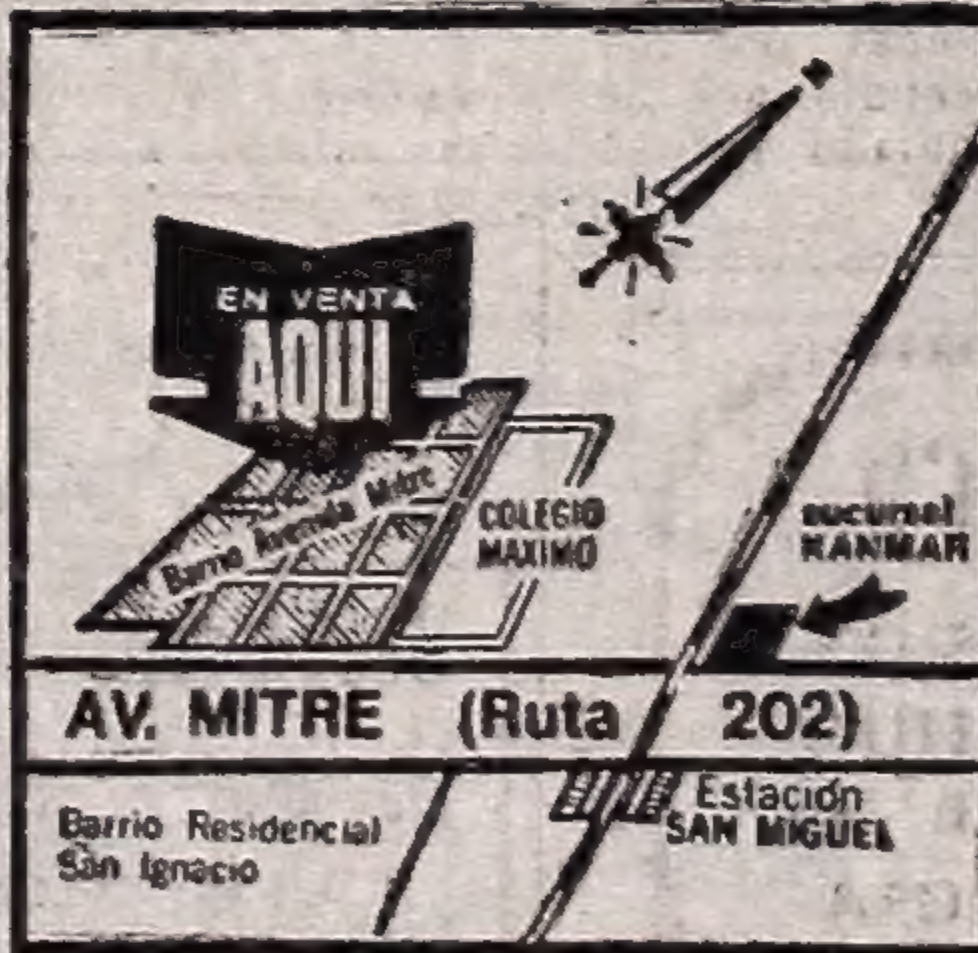 EN VENTA
AQUI
Barrio Avenida Mitre
COLEGIO
MAXIMO
sucursal
KANMAR
AV. MITRE (Ruta 202)
Barrio Residencial
San Ignacio
Estación
SAN MIGUEL